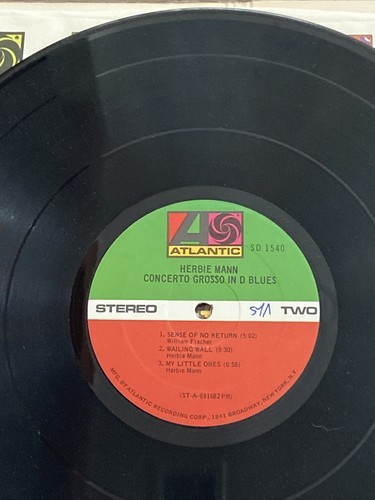 ATLANTIC
SD 1540
HERBIE MANN
CONCERTO GROSSO IN D BLUES
STEREO TWO
1. SENSE OF NO RETURN (5:02)
William Fischer
2. WAILING WALL (9:30)
Herbie Mann
3. MY LITTLE ONES (6:56)
Herbie Mann
(ST-A-691682 PR)
MFG. BY ATLANTIC RECORDING CORP., 1841 BROADWAY, NEW YORK, N.Y.